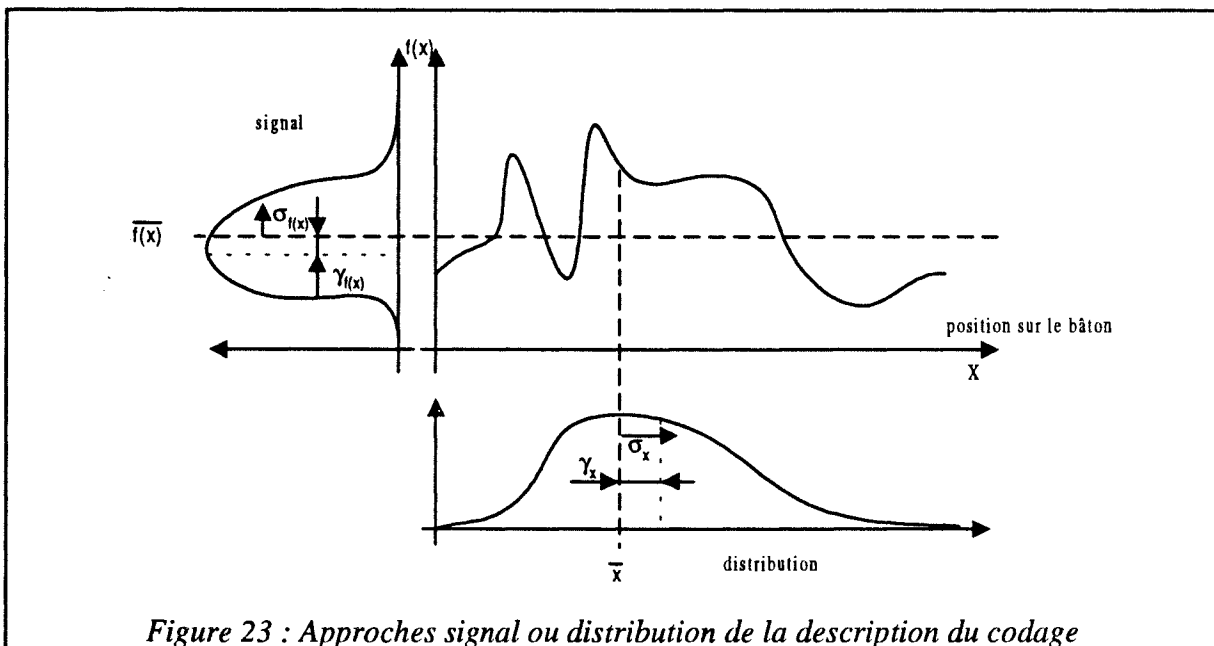 f(x)
signal
σf(x)
f(x)
γf(x)
position sur le bâton
X
σx
γx
x
distribution
Figure 23 : Approches signal ou distribution de la description du codage